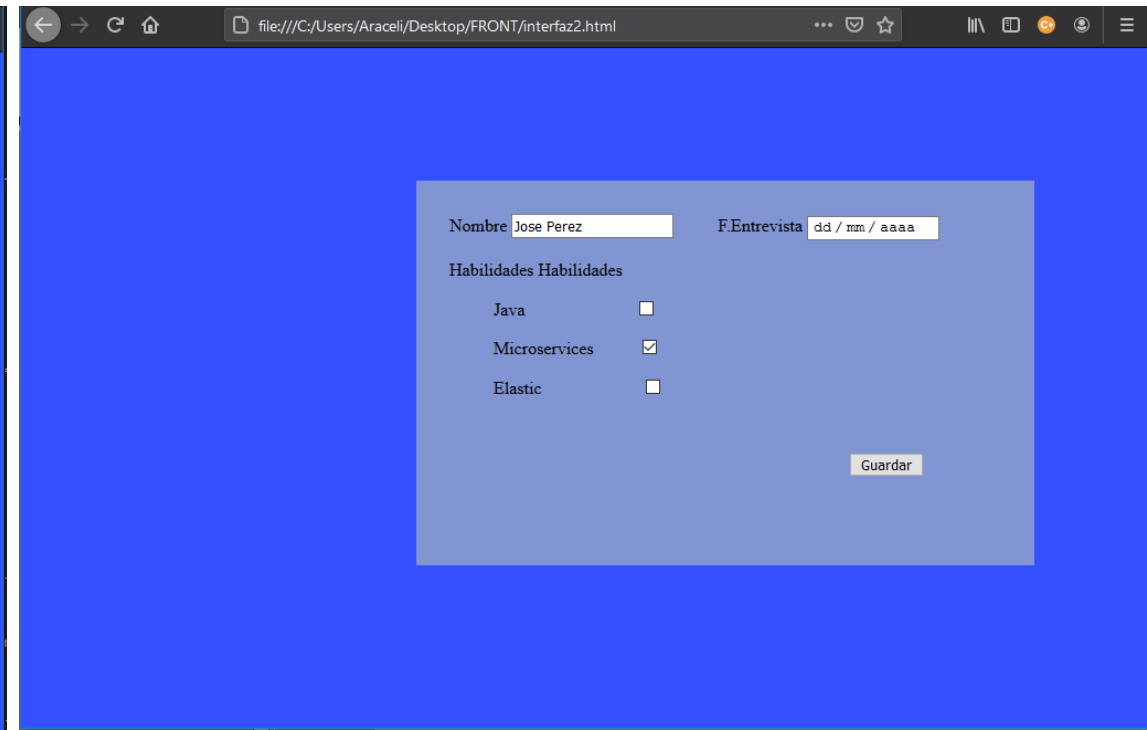 file:///C:/Users/Araceli/Desktop/FRONT/interfaz2.html
Nombre Jose Perez F.Entrevista dd / mm / aaaa
Habilidades Habilidades
Java
Microservices
Elastic
Guardar